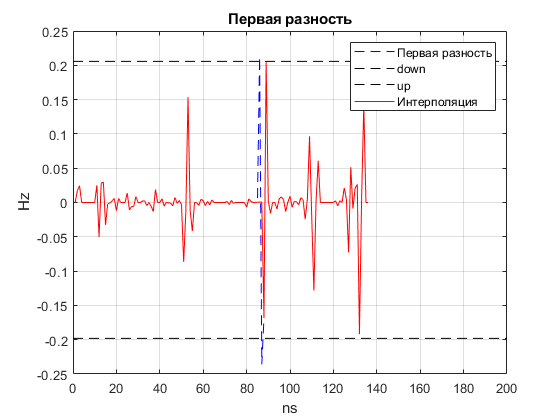 Первая разность
0.25
0.2
0.15
0.1
0.05
0
-0.05
-0.1
-0.15
-0.2
-0.25
Hz
Первая разность
down
up
Интерполяция
0 20 40 60 80 100 120 140 160 180 200
ns